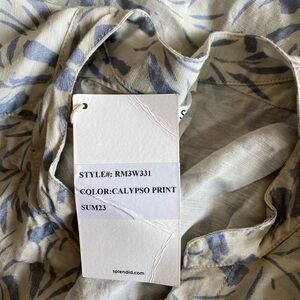 STYLE#: RM3W331
COLOR:CALYPSO PRINT
SUM23
splendid.com